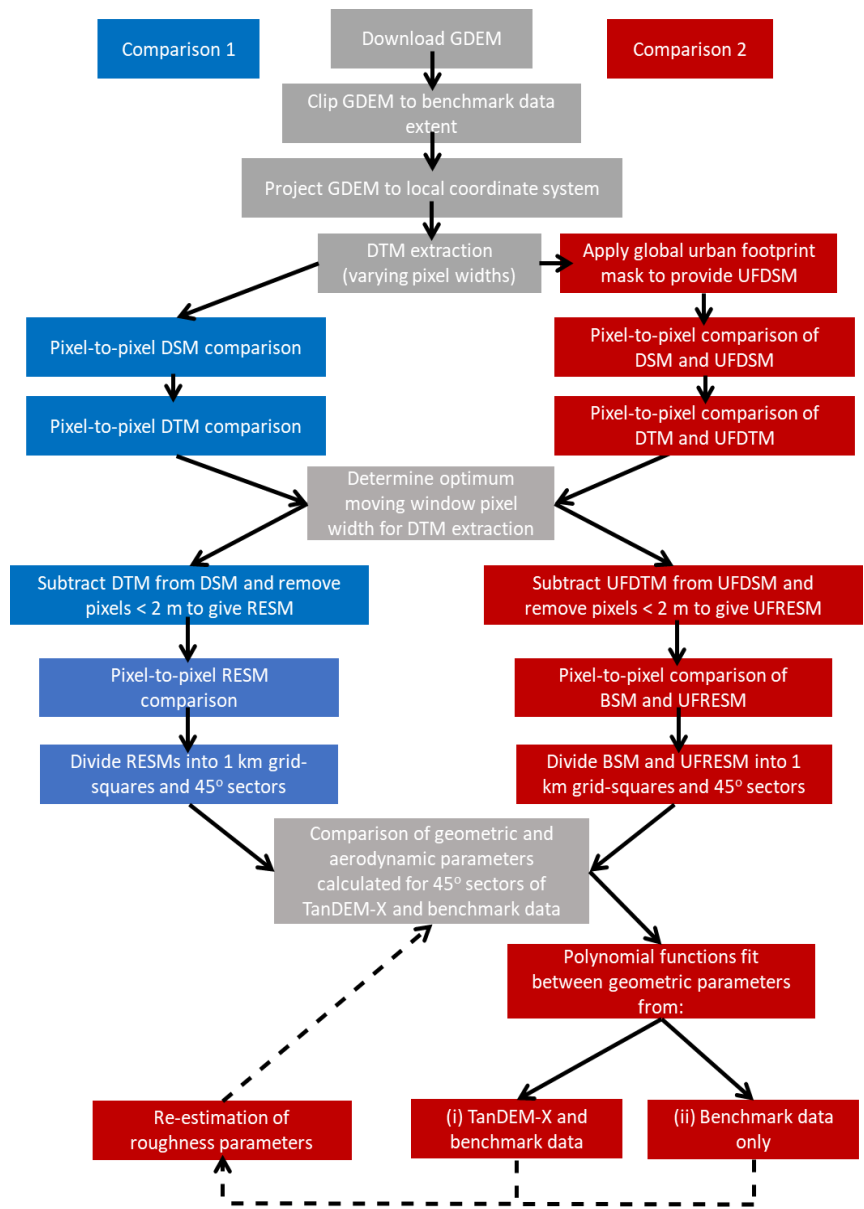 Comparison 1
Download GDEM
Comparison 2
Clip GDEM to benchmark data
extent
Project GDEM to local coordinate system
DTM extraction
(varying pixel widths)
Apply global urban footprint
mask to provide UFDSM
Pixel-to-pixel DSM comparison
Pixel-to-pixel comparison of
DSM and UFDSM
Pixel-to-pixel DTM comparison
Pixel-to-pixel comparison of
DTM and UFDTM
Determine optimum
moving window pixel
width for DTM extraction
Subtract DTM from DSM and remove
pixels < 2 m to give RESM
Subtract UFDTM from UFDSM and
remove pixels < 2 m to give UFRESM
Pixel-to-pixel RESM
comparison
Pixel-to-pixel comparison of
BSM and UFRESM
Divide RESMs into 1 km grid-
squares and 45° sectors
Divide BSM and UFRESM into 1
km grid-squares and 45° sectors
Comparison of geometric and
aerodynamic parameters
calculated for 45° sectors of
TanDEM-X and benchmark data
Polynomial functions fit
between geometric parameters
from:
Re-estimation of
roughness parameters
(i) TanDEM-X and
benchmark data
(ii) Benchmark data
only